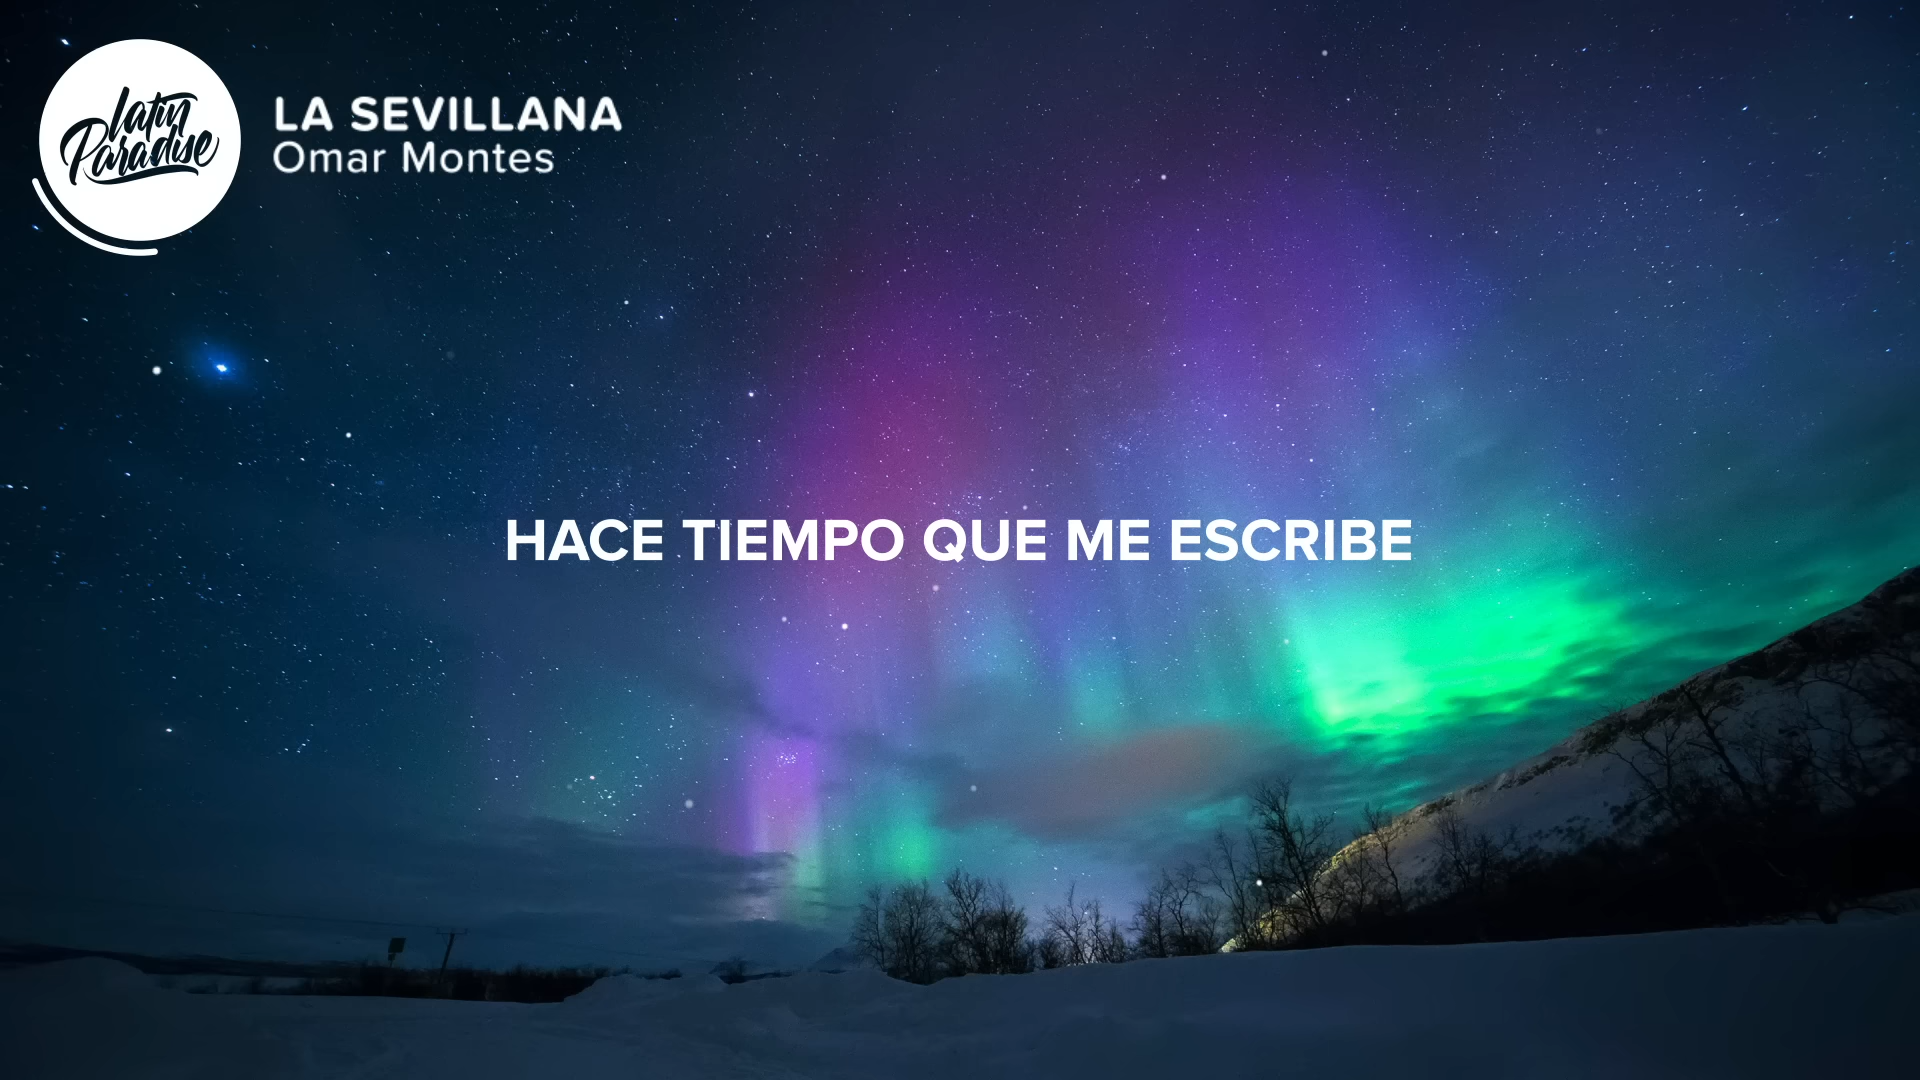 latin
Paradise
LA SEVILLANA
Omar Montes
HACE TIEMPO QUE ME ESCRIBE